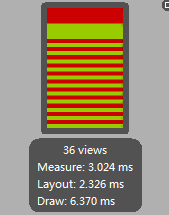 36 views
Measure: 3.024 ms
Layout: 2.326 ms
Draw: 6.370 ms